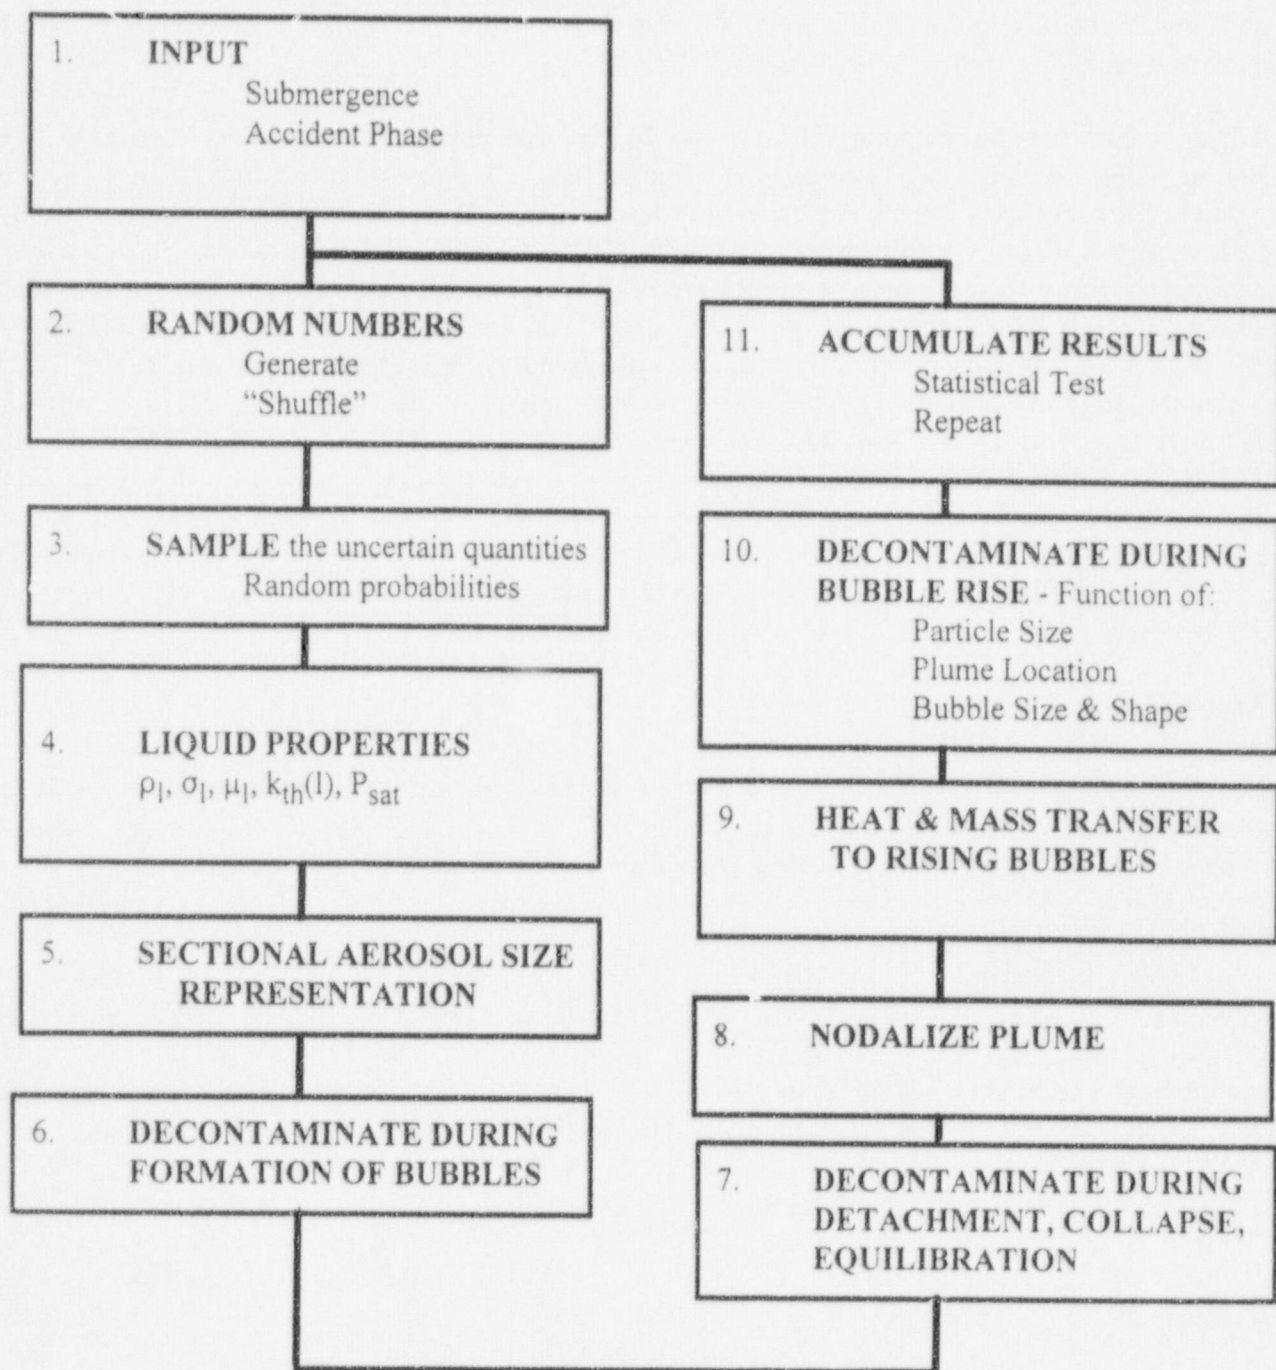 1. INPUT
Submergence
Accident Phase
2. RANDOM NUMBERS
Generate
“Shuffle”
3. SAMPLE the uncertain quantities
Random probabilities
4. LIQUID PROPERTIES
ρl, σl, μl, kth(l), Psat
5. SECTIONAL AEROSOL SIZE
REPRESENTATION
6. DECONTAMINATE DURING
FORMATION OF BUBBLES
7. DECONTAMINATE DURING
DETACHMENT, COLLAPSE,
EQUILIBRATION
8. NODALIZE PLUME
9. HEAT & MASS TRANSFER
TO RISING BUBBLES
10. DECONTAMINATE DURING
BUBBLE RISE - Function of:
Particle Size
Plume Location
Bubble Size & Shape
11. ACCUMULATE RESULTS
Statistical Test
Repeat